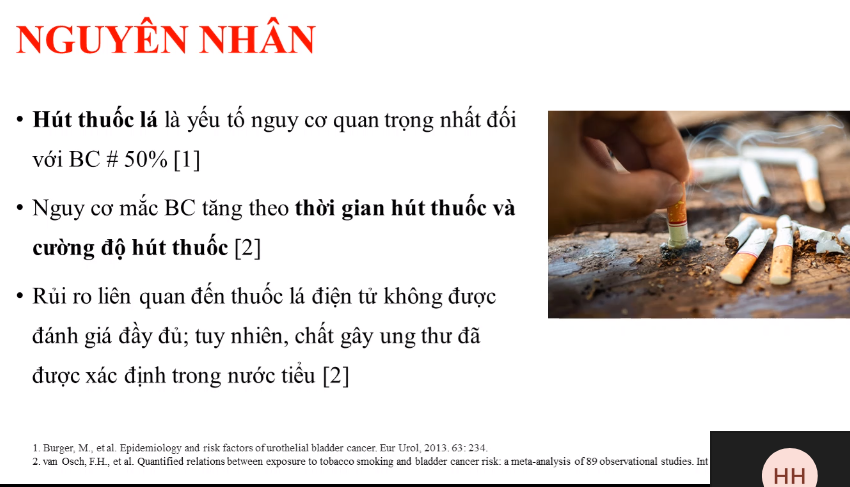 NGUYÊN NHÂN
• Hút thuốc lá là yếu tố nguy cơ quan trọng nhất đối
với BC # 50% [1]
• Nguy cơ mắc BC tăng theo thời gian hút thuốc và
cường độ hút thuốc [2]
• Rủi ro liên quan đến thuốc lá điện tử không được
đánh giá đầy đủ; tuy nhiên, chất gây ung thư đã
được xác định trong nước tiểu [2]
1. Burger, M., et al. Epidemiology and risk factors of urothelial bladder cancer. Eur Urol, 2013. 63: 234.
2. van Osch, F.H., et al. Quantified relations between exposure to tobacco smoking and bladder cancer risk: a meta-analysis of 89 observational studies. Int
HH